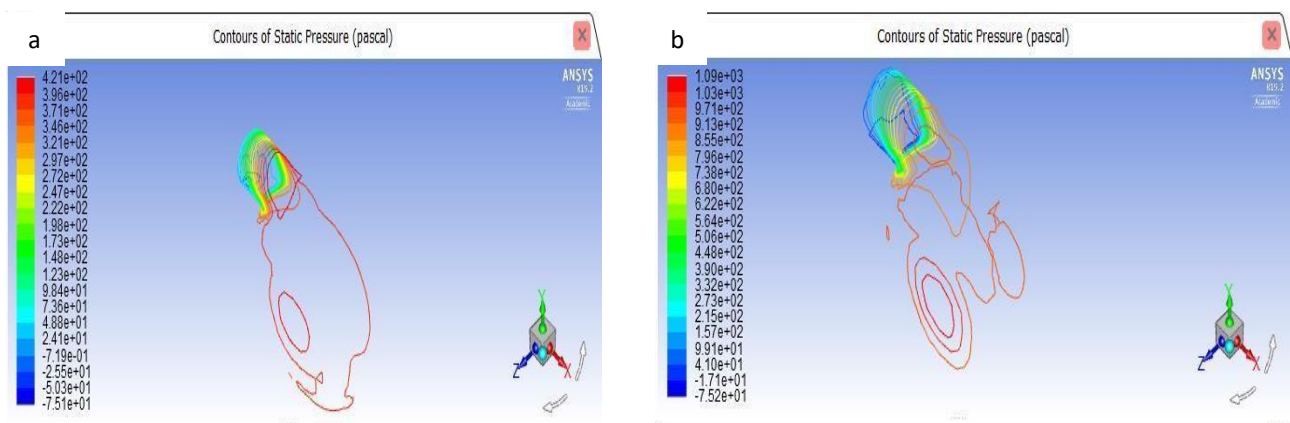 a
Contours of Static Pressure (pascal)
4.21e+02
3.96e+02
3.71e+02
3.46e+02
3.21e+02
2.97e+02
2.72e+02
2.47e+02
2.22e+02
1.98e+02
1.73e+02
1.48e+02
1.23e+02
9.84e+01
7.36e+01
4.88e+01
2.41e+01
-7.19e-01
-2.55e+01
-5.03e+01
-7.51e+01
ANSYS
R19.2
Academic
Y
Z
X
b
Contours of Static Pressure (pascal)
1.09e+03
1.03e+03
9.71e+02
9.13e+02
8.55e+02
7.96e+02
7.38e+02
6.80e+02
6.22e+02
5.64e+02
5.06e+02
4.48e+02
3.90e+02
3.32e+02
2.73e+02
2.15e+02
1.57e+02
9.91e+01
4.10e+01
-1.71e+01
-7.52e+01
ANSYS
R19.2
Academic
Y
Z
X